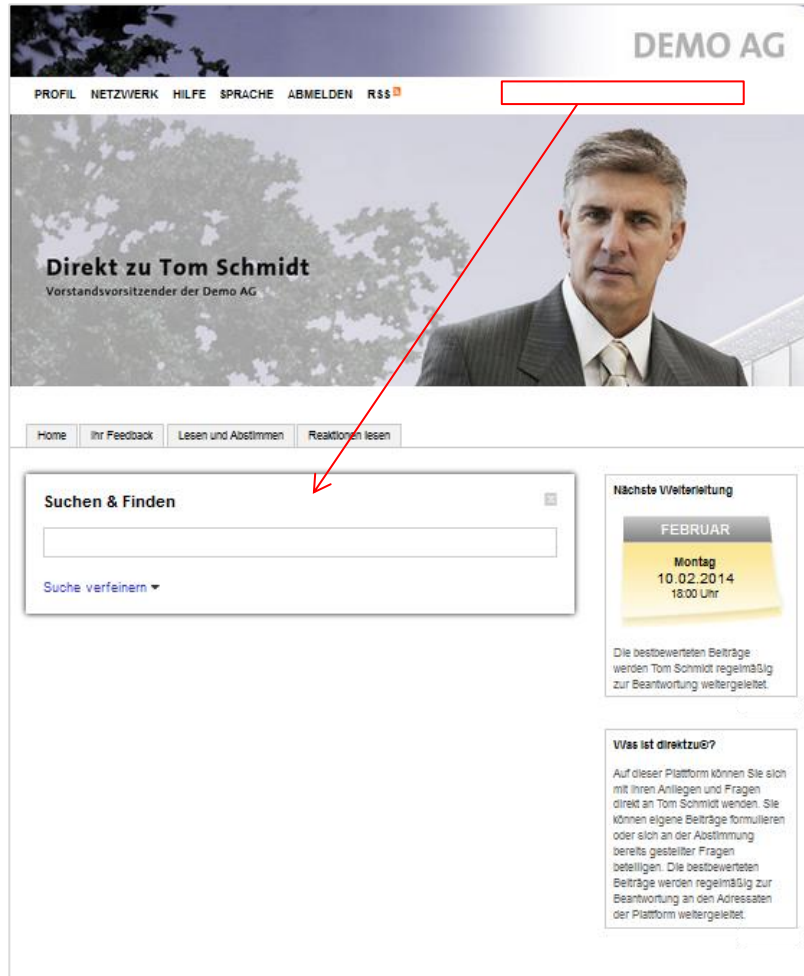 DEMO AG
PROFIL NETZWERK HILFE SPRACHE ABMELDEN RSS
Direkt zu Tom Schmidt
Vorstandsvorsitzender der Demo AG
Home Ihr Feedback Lesen und Abstimmen Reaktionen lesen
Suchen & Finden
Suche verfeinern
Nächste Weiterleitung
FEBRUAR
Montag
10.02.2014
18:00 Uhr
Die bestbewerteten Beiträge
werden Tom Schmidt regelmäßig
zur Beantwortung weitergeleitet.
Was ist direktzu®?
Auf dieser Plattform können Sie sich
mit Ihren Anliegen und Fragen
direkt an Tom Schmidt wenden. Sie
können eigene Beiträge formulieren
oder sich an der Abstimmung
bereits gestellter Fragen
beteiligen. Die bestbewerteten
Beiträge werden regelmäßig zur
Beantwortung an den Adressaten
der Plattform weitergeleitet.